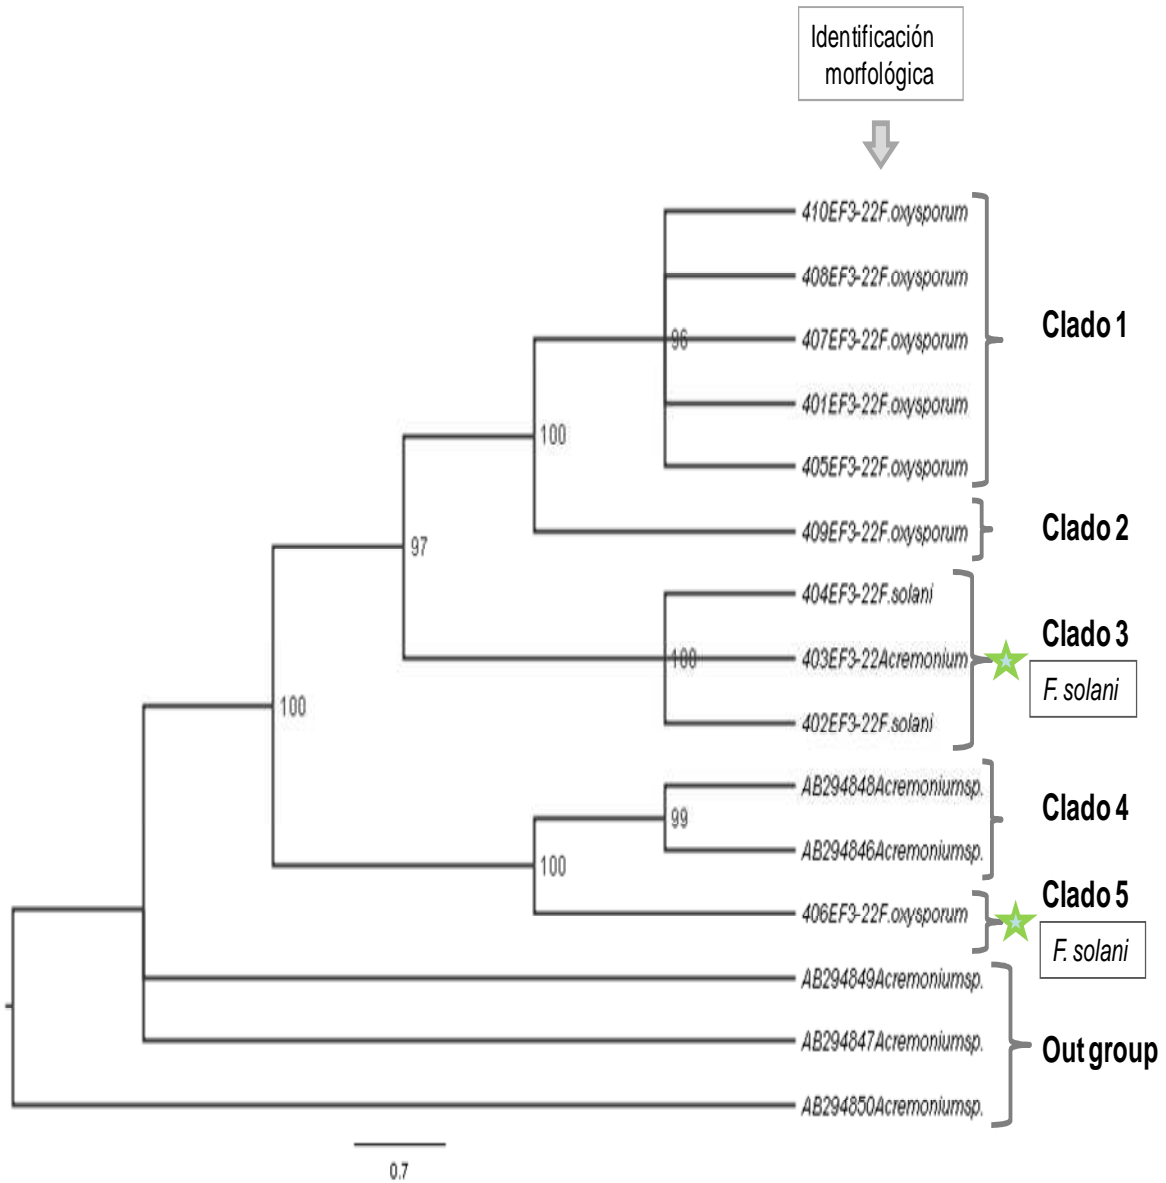 Identificación
morfológica
410EF3-22F.oxysporum
408EF3-22F.oxysporum
Clado 1
96
407EF3-22F.oxysporum
401EF3-22F.oxysporum
100
405EF3-22F.oxysporum
409EF3-22F.oxysporum
Clado 2
97
404EF3-22F.solani
Clado 3
100
403EF3-22Acremonium
F. solani
100
402EF3-22F.solani
AB294848Acremoniumsp.
Clado 4
99
AB294846Acremoniumsp.
100
Clado 5
406EF3-22F.oxysporum
F. solani
AB294849Acremoniumsp.
AB294847Acremoniumsp.
Out group
AB294850Acremoniumsp.
0.7